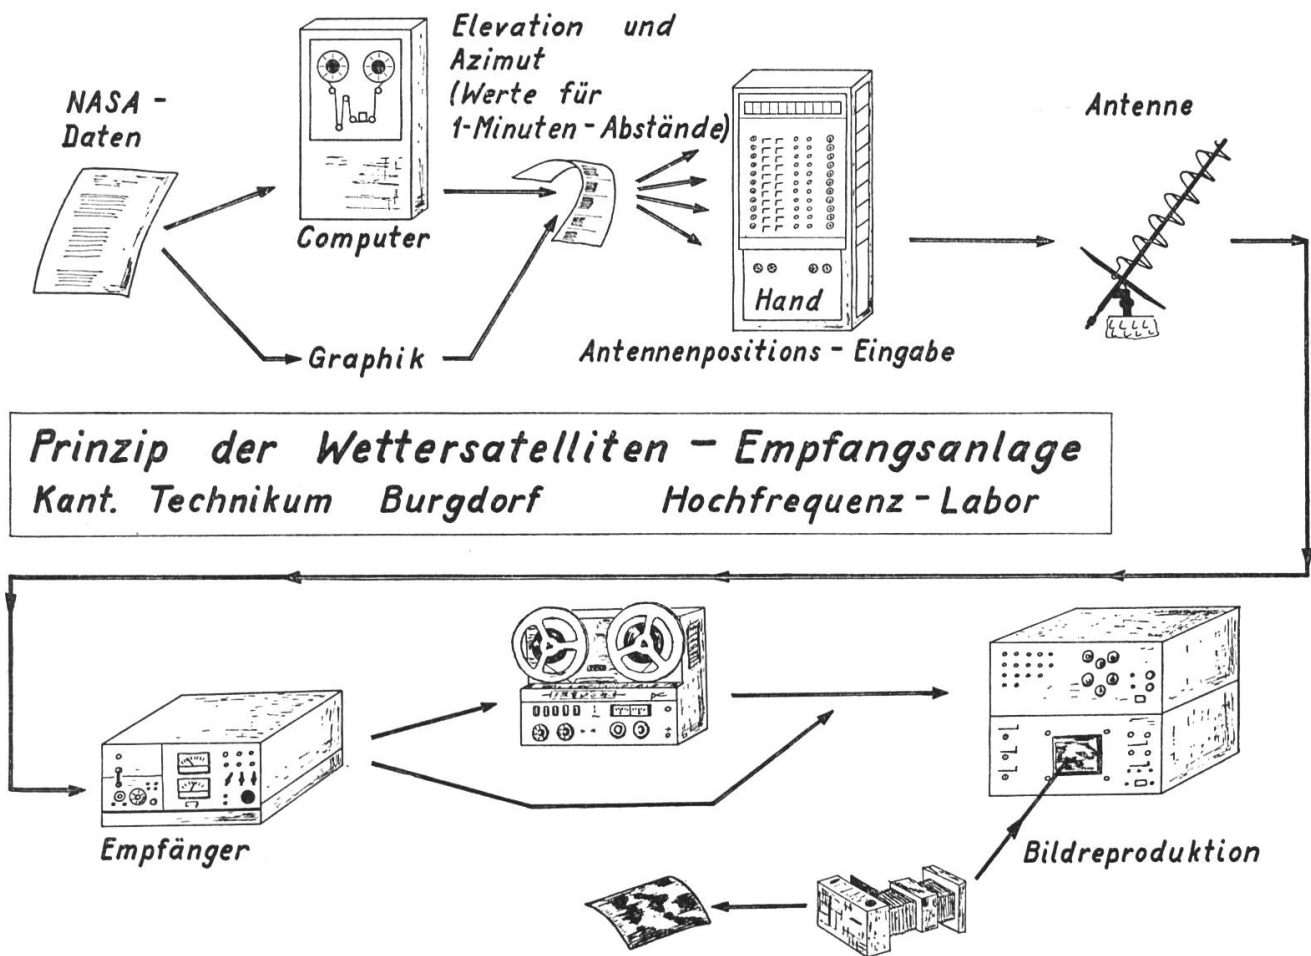 NASA -
Daten
Elevation und
Azimut
(Werte für
1-Minuten-Abstände)
Antenne
Computer
Hand
Graphik
Antennenpositions - Eingabe
Prinzip der Wettersatelliten - Empfangsanlage
Kant. Technikum Burgdorf Hochfrequenz - Labor
Empfänger
Bildreproduktion